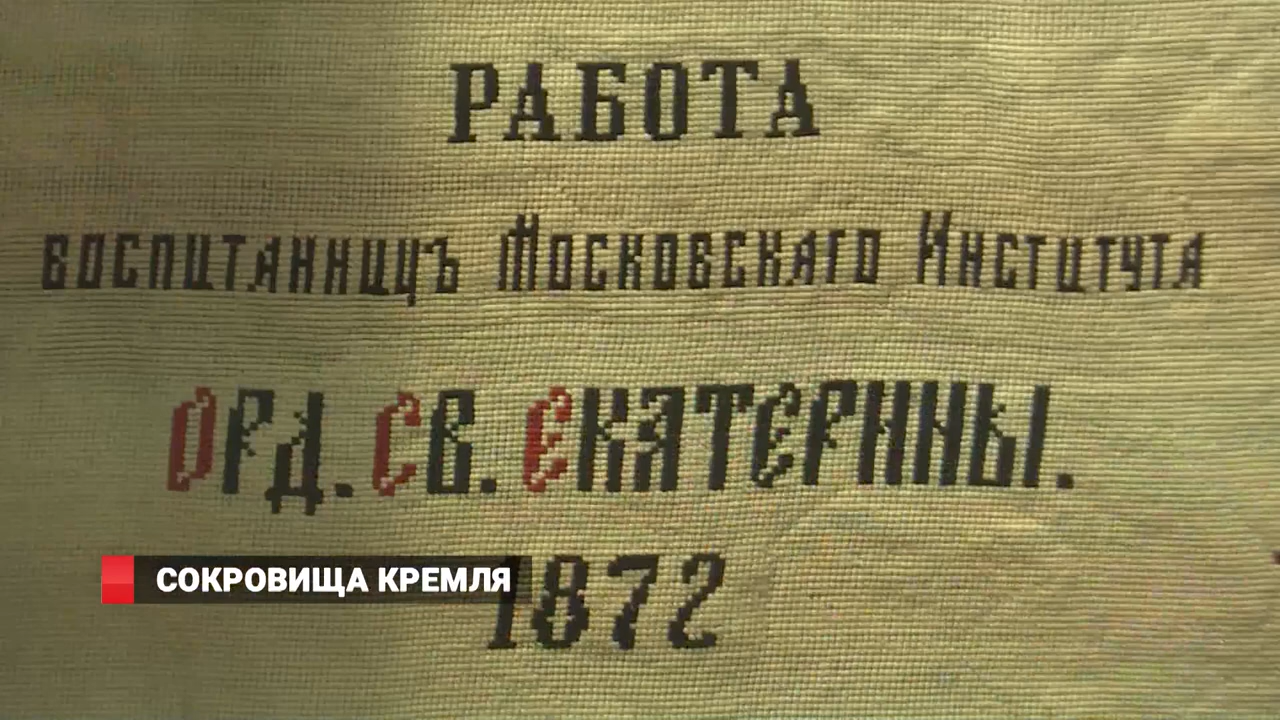 РАБОТА
воспитанницъ Московскаго Института
Орд. Св. Екатерины.
1872
СОКРОВИЩА КРЕМЛЯ